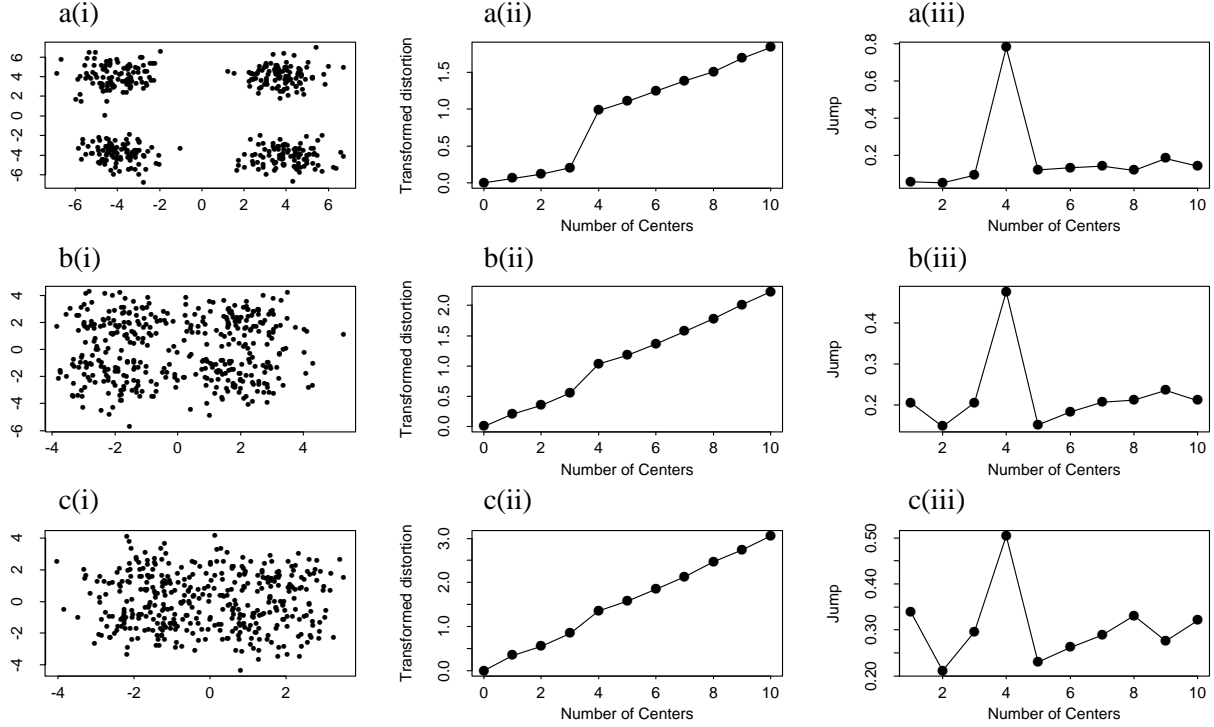 a(i) a(ii) a(iii)
6
4
2
0
-4
-6
-6 -4 -2 0 2 4 6
Transformed distortion
1.5
1.0
0.5
0.0
0 2 4 6 8 10
Number of Centers
Jump
0.8
0.6
0.4
0.2
2 4 6 8 10
Number of Centers
b(i) b(ii) b(iii)
4
2
0
-2
-4
-6
-4 -2 0 2 4
Transformed distortion
2.0
1.5
1.0
0.5
0.0
0 2 4 6 8 10
Number of Centers
Jump
0.4
0.3
0.2
2 4 6 8 10
Number of Centers
c(i) c(ii) c(iii)
4
2
0
-2
-4
-4 -2 0 2
Transformed distortion
3.0
2.0
1.0
0.0
0 2 4 6 8 10
Number of Centers
Jump
0.50
0.40
0.30
0.20
2 4 6 8 10
Number of Centers